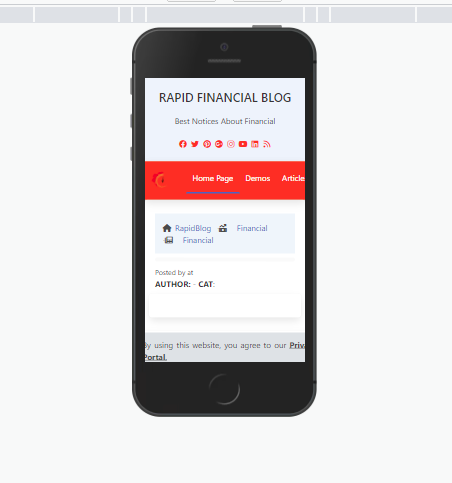 RAPID FINANCIAL BLOG
Best Notices About Financial
Home Page Demos Article
RapidBlog Financial
Financial
Posted by at
AUTHOR: - CAT:
By using this website, you agree to our Priv
Portal.